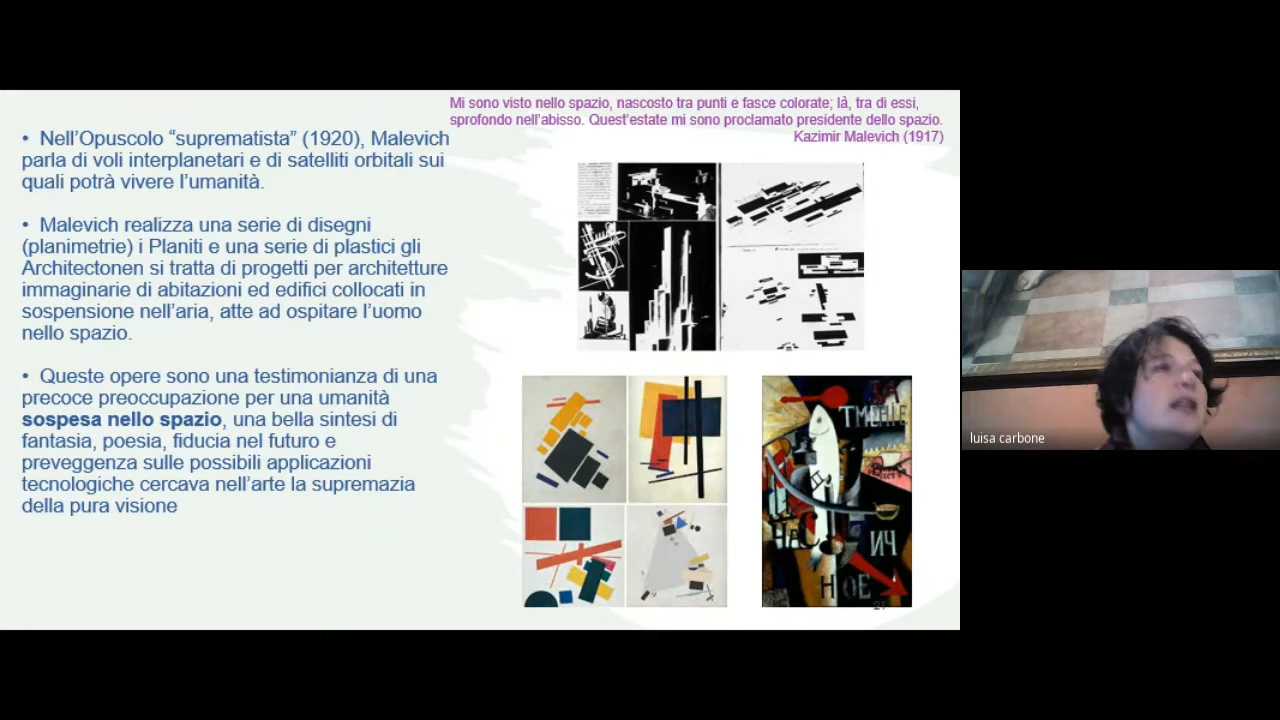 Mi sono visto nello spazio, nascosto tra punti e fasce colorate; là, tra di essi,
sprofondo nell'abisso. Quest'estate mi sono proclamato presidente dello spazio.
Kazimir Malevich (1917)
• Nell'Opuscolo “suprematista” (1920), Malevich
parla di voli interplanetari e di satelliti orbitali sui
quali potrà vivere l'umanità.
• Malevich realizza una serie di disegni
(planimetrie) i Planiti e una serie di plastici gli
Architectonen si tratta di progetti per architetture
immaginarie di abitazioni ed edifici collocati in
sospensione nell'aria, atte ad ospitare l'uomo
nello spazio.
• Queste opere sono una testimonianza di una
precoce preoccupazione per una umanità
sospesa nello spazio, una bella sintesi di
fantasia, poesia, fiducia nel futuro e
preveggenza sulle possibili applicazioni
tecnologiche cercava nell'arte la supremazia
della pura visione
ТМЕНІЕ
ИЧ
НОЕ
luisa carbone